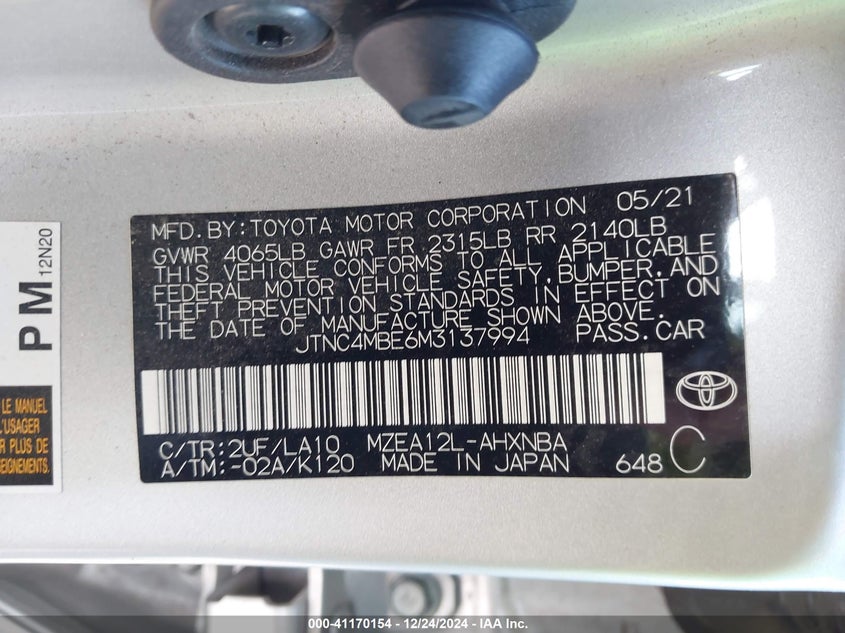 MFD.BY:TOYOTA MOTOR CORPORATION 05/21
GVWR 4065LB GAWR FR 2315LB RR 2140LB
THIS VEHICLE CONFORMS TO ALL APPLICABLE
FEDERAL MOTOR VEHICLE SAFETY,BUMPER,AND
THEFT PREVENTION STANDARDS IN EFFECT ON
THE DATE OF MANUFACTURE SHOWN ABOVE.
JTNC4MBE6M3137994 PASS.CAR
C/TR:2UF/LA10 MZEA12L-AHXNBA
A/TM:-02A/K120 MADE IN JAPAN 648 C
PM 12N20
LE MANUEL
L'USAGER
PLUS DE
SEIGNEMENTS.
000-41170154 - 12/24/2024 - IAA Inc.